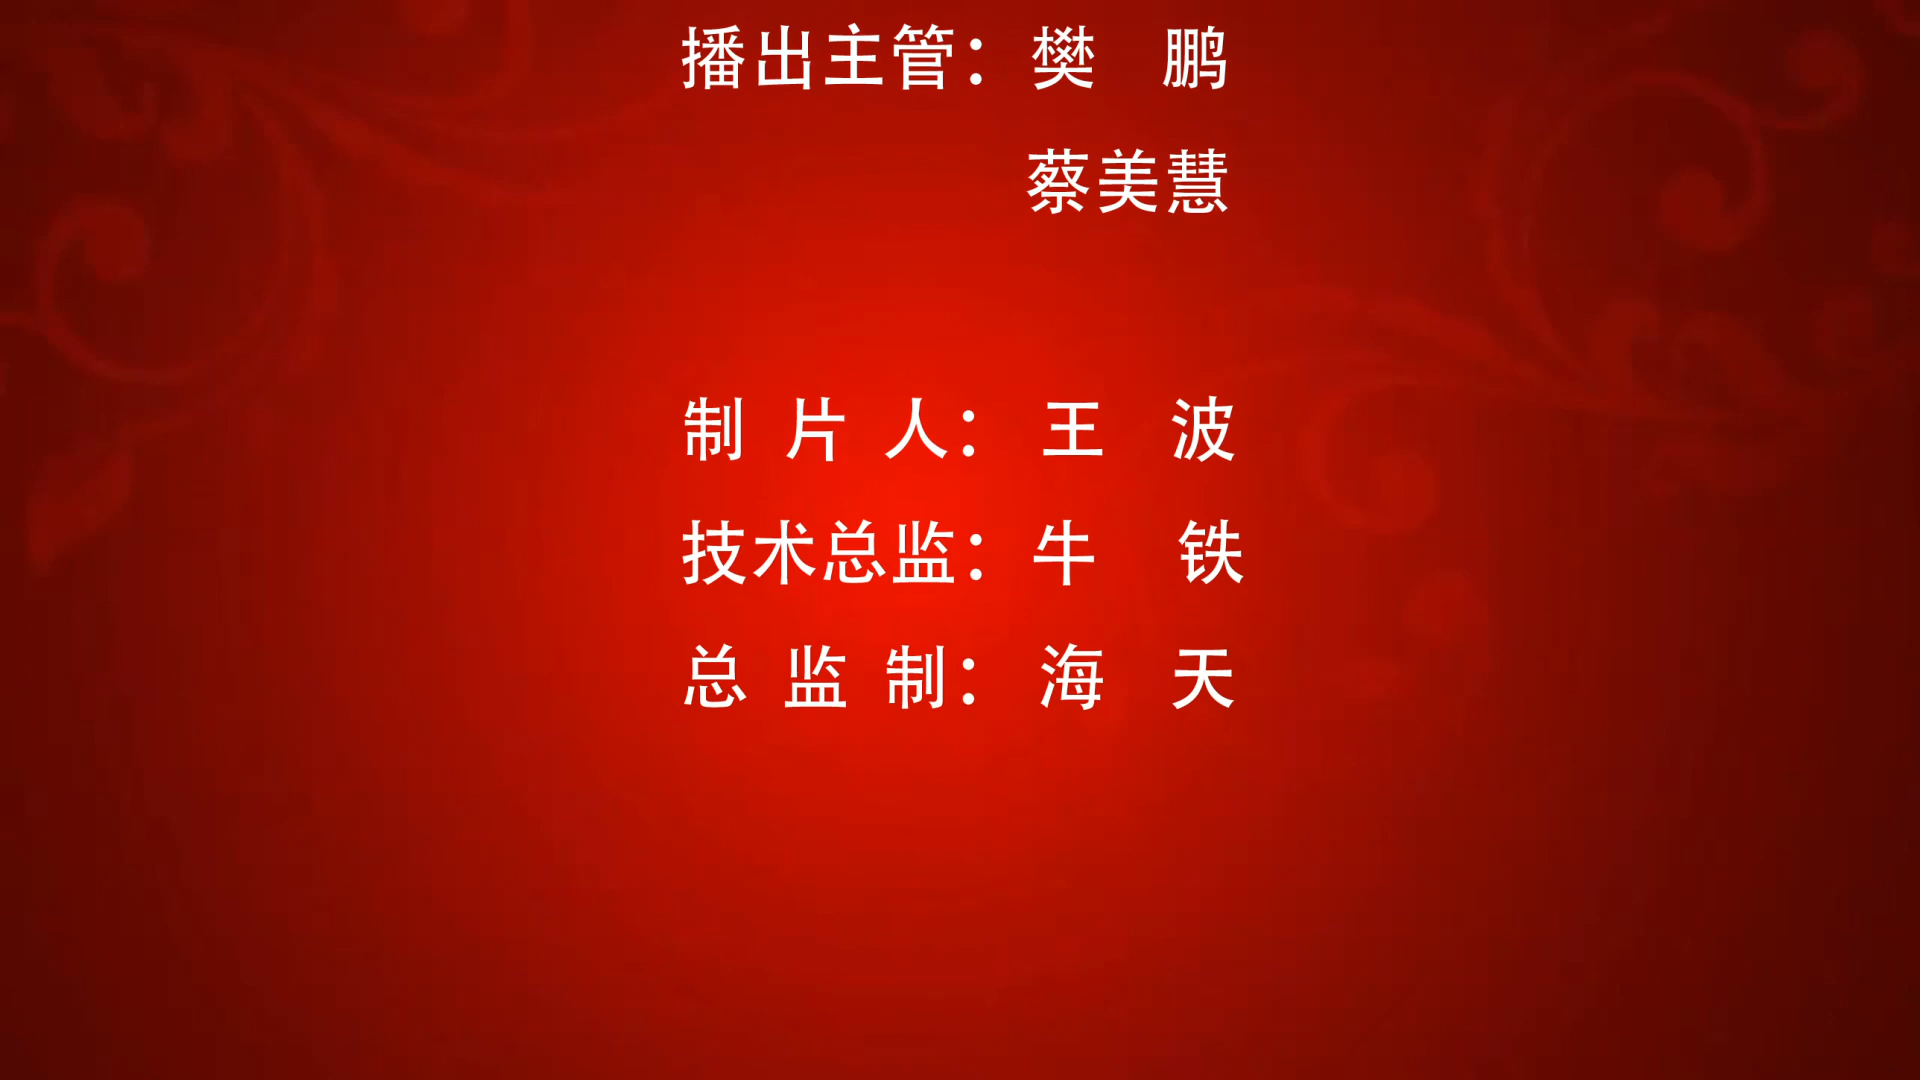 播出主管：樊 鹏
蔡美慧
制 片 人： 王 波
技术总监：牛 铁
总 监 制： 海 天